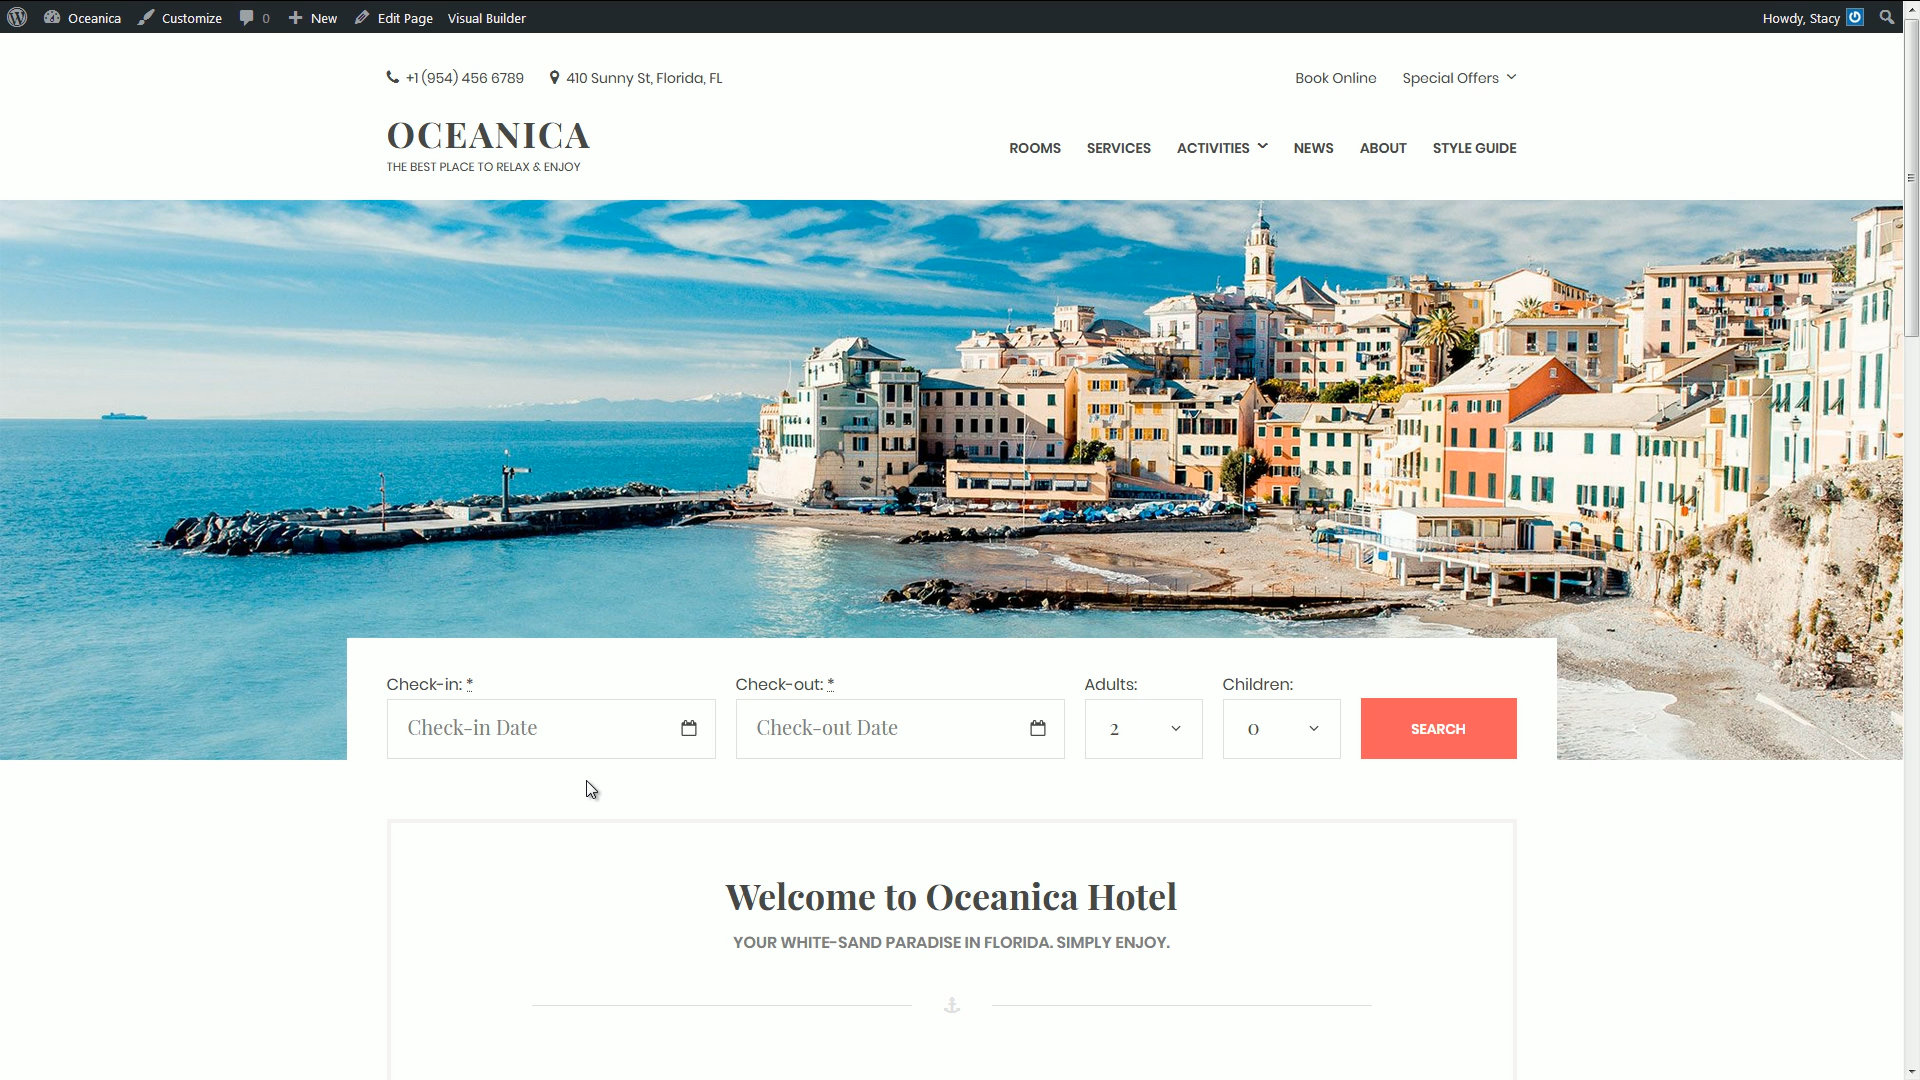 Oceanica Customize 0 New Edit Page Visual Builder Howdy, Stacy
+1 (954) 456 6789 410 Sunny St, Florida, FL Book Online Special Offers
OCEANICA
THE BEST PLACE TO RELAX & ENJOY
ROOMS SERVICES ACTIVITIES NEWS ABOUT STYLE GUIDE
Check-in: * Check-out: * Adults: Children:
Check-in Date Check-out Date 2 0 SEARCH
Welcome to Oceanica Hotel
YOUR WHITE-SAND PARADISE IN FLORIDA. SIMPLY ENJOY.